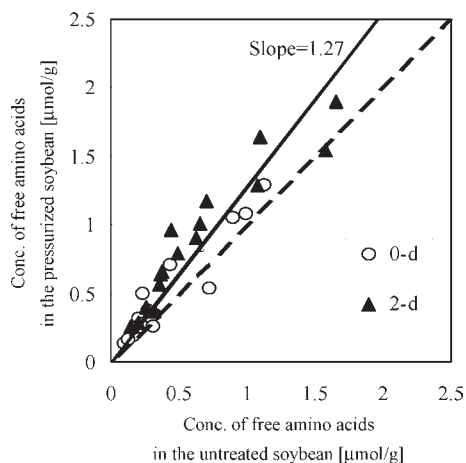 Slope=1.27
Conc. of free amino acids
in the pressurized soybean [μmol/g]
2.5
2
1.5
1
0.5
0
0-d
2-d
0
0.5
1
1.5
2
2.5
Conc. of free amino acids
in the untreated soybean [μmol/g]